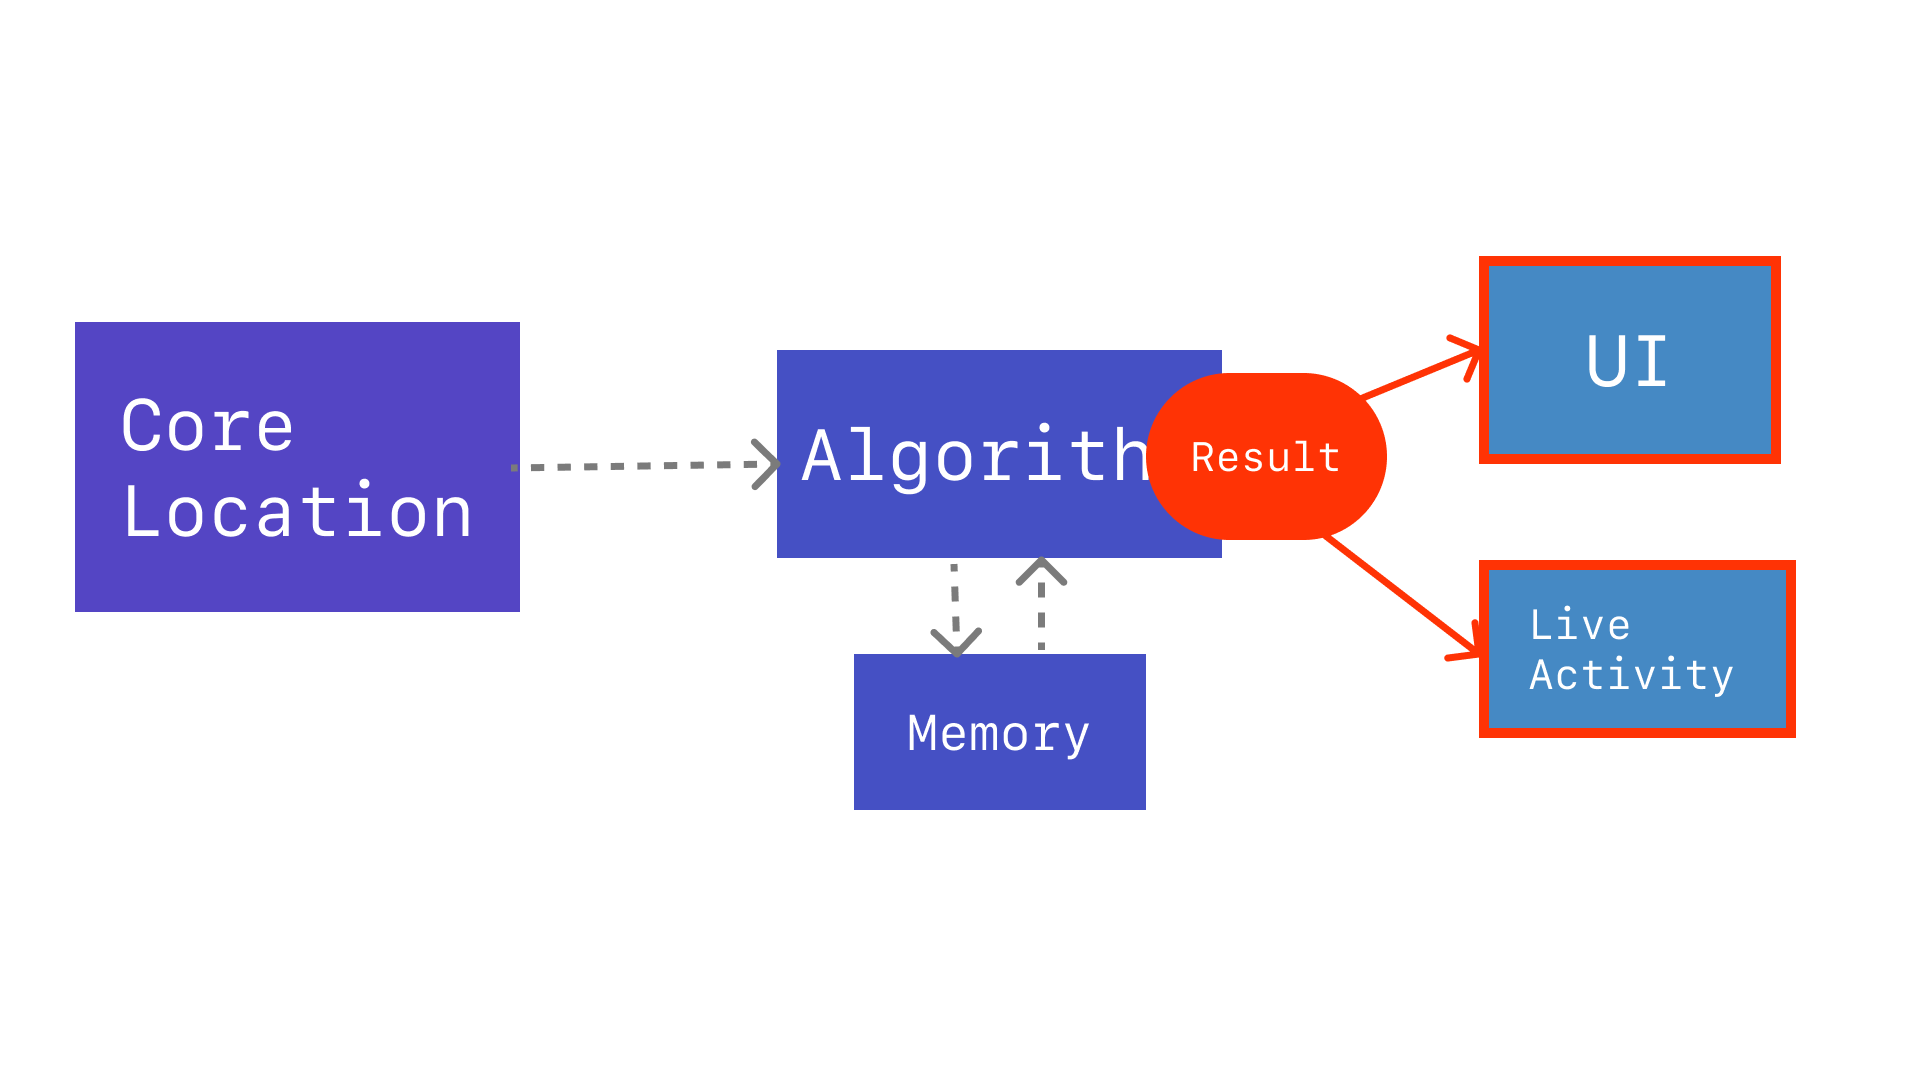 Core
Location
Algorith
Result
UI
Live
Activity
Memory